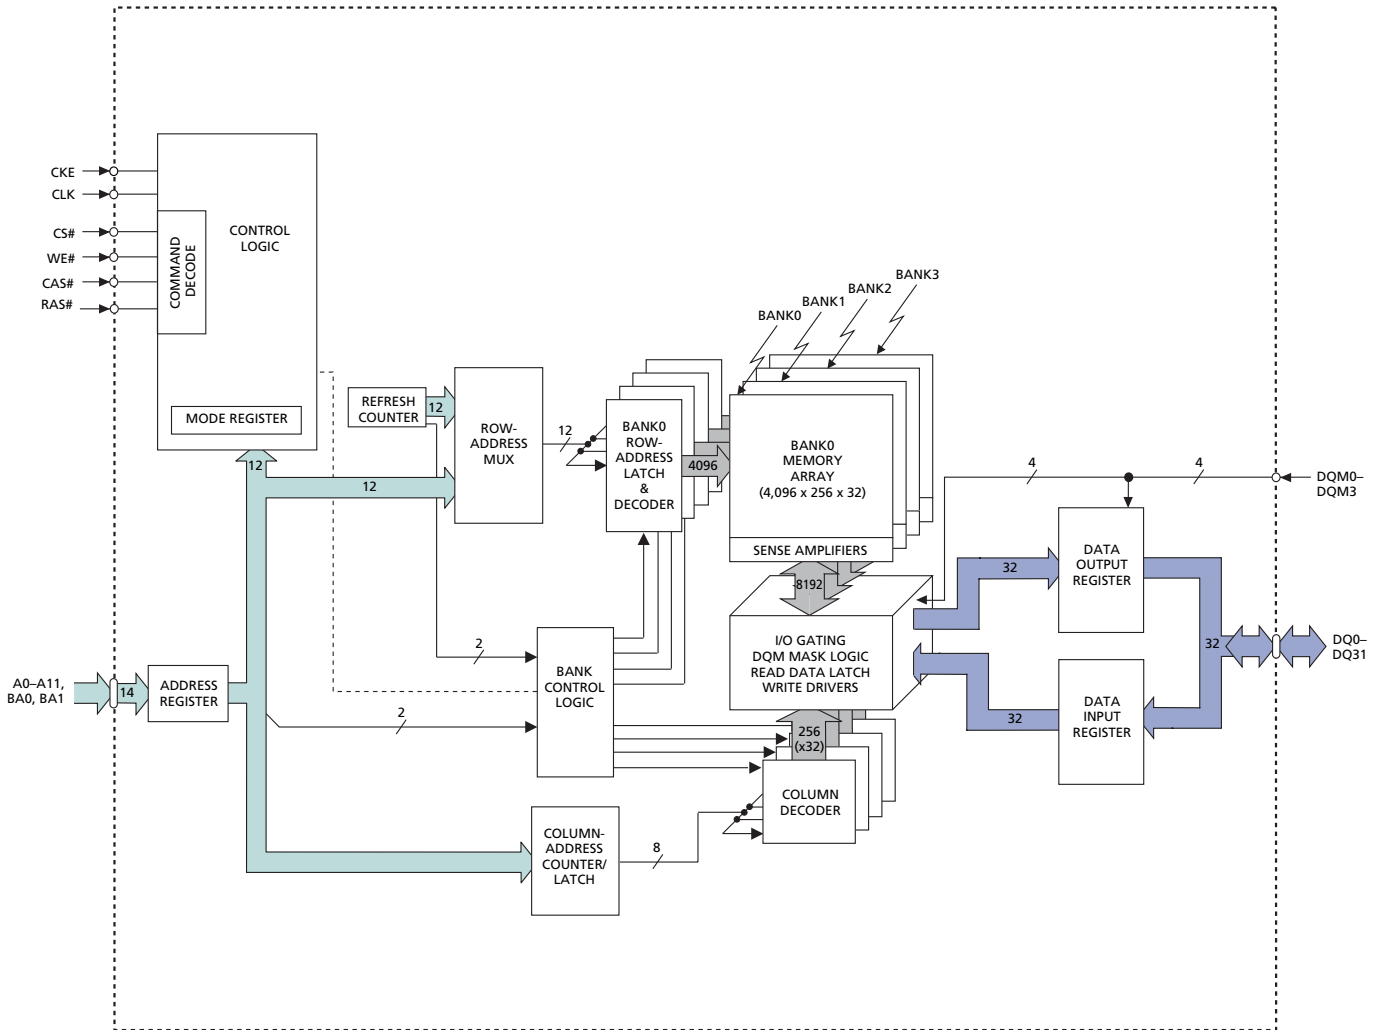 CKE
CLK
CS#
WE#
CAS#
RAS#
COMMAND
DECODE
CONTROL
LOGIC
MODE REGISTER
12
REFRESH
COUNTER
12
12
ROW-
ADDRESS
MUX
12
BANK0
ROW-
ADDRESS
LATCH
&
DECODER
4096
BANK0
BANK1
BANK2
BANK3
BANK0
MEMORY
ARRAY
(4,096 x 256 x 32)
SENSE AMPLIFIERS
8192
I/O GATING
DQM MASK LOGIC
READ DATA LATCH
WRITE DRIVERS
4
4
DQM0–
DQM3
DATA
OUTPUT
REGISTER
32
32
DQ0–
DQ31
DATA
INPUT
REGISTER
32
A0–A11,
BA0, BA1
14
ADDRESS
REGISTER
2
2
BANK
CONTROL
LOGIC
256
(x32)
COLUMN
DECODER
COLUMN-
ADDRESS
COUNTER/
LATCH
8